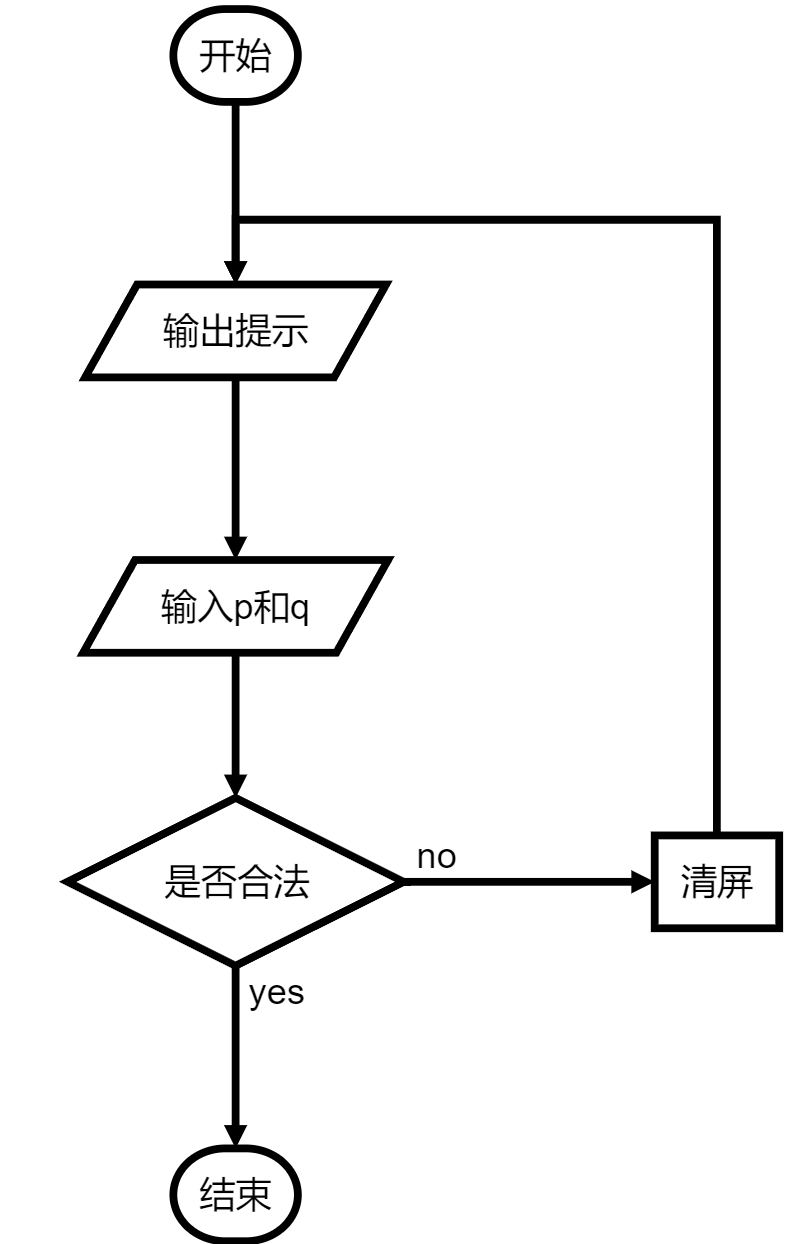 开始
输出提示
输入p和q
是否合法
no
清屏
yes
结束